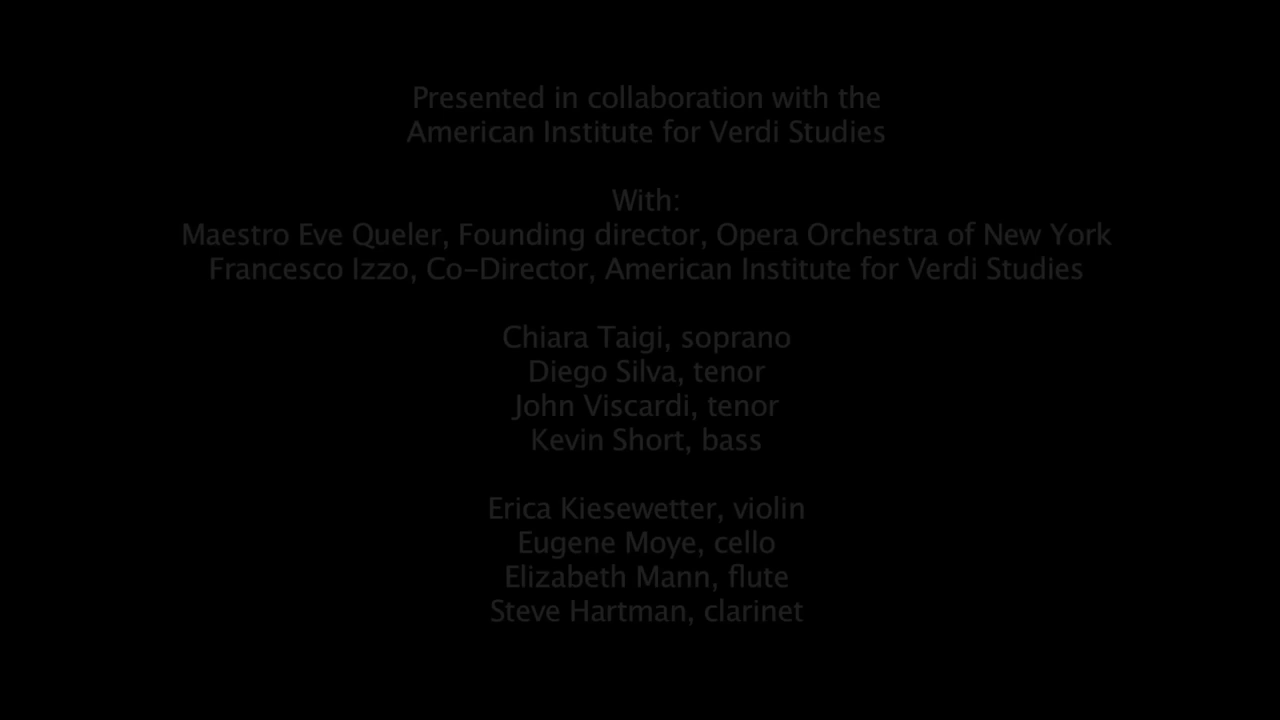 Presented in collaboration with the
American Institute for Verdi Studies
With:
Maestro Eve Queler, Founding director, Opera Orchestra of New York
Francesco Izzo, Co-Director, American Institute for Verdi Studies
Chiara Taigi, soprano
Diego Silva, tenor
John Viscardi, tenor
Kevin Short, bass
Erica Kiesewetter, violin
Eugene Moye, cello
Elizabeth Mann, flute
Steve Hartman, clarinet